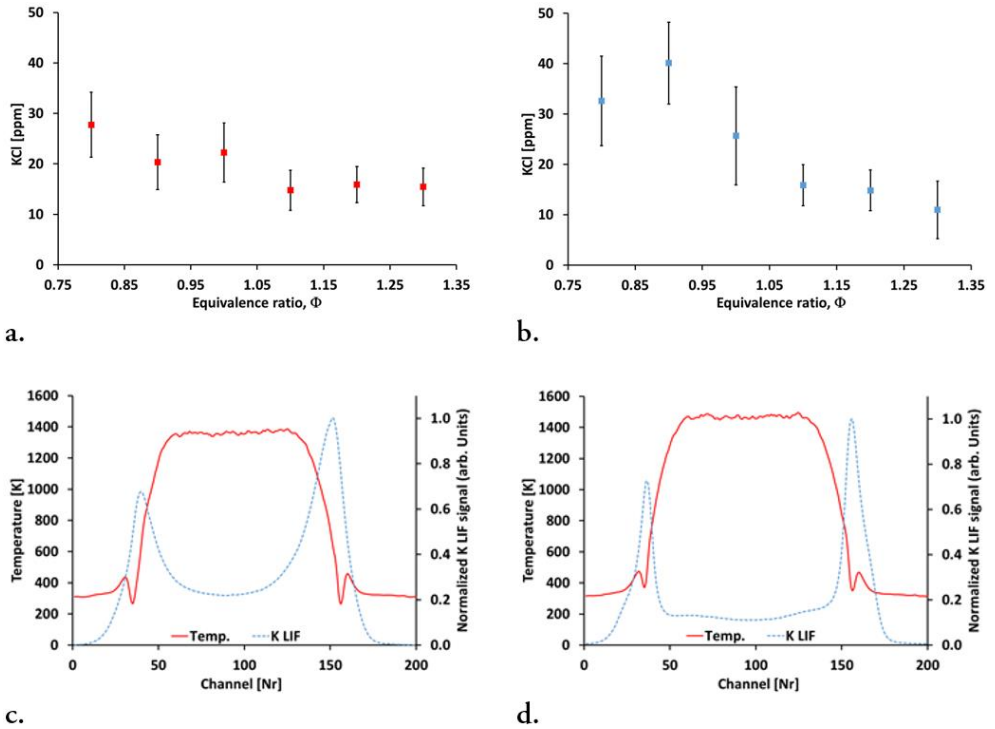 50
40
30
20
10
0
KCl [ppm]
0.75 0.85 0.95 1.05 1.15 1.25 1.35
Equivalence ratio, Φ
a.
50
40
30
20
10
0
KCl [ppm]
0.75 0.85 0.95 1.05 1.15 1.25 1.35
Equivalence ratio, Φ
b.
1600
1400
1200
1000
800
600
400
200
0
Temperature [K]
1.0
0.8
0.6
0.4
0.2
0.0
Normalized K LIF signal (arb. Units)
Temp. K LIF
0 50 100 150 200
Channel [Nr]
c.
1600
1400
1200
1000
800
600
400
200
0
Temperature [K]
1.0
0.8
0.6
0.4
0.2
0.0
Normalized K LIF signal (arb. Units)
Temp. K LIF
0 50 100 150 200
Channel [Nr]
d.